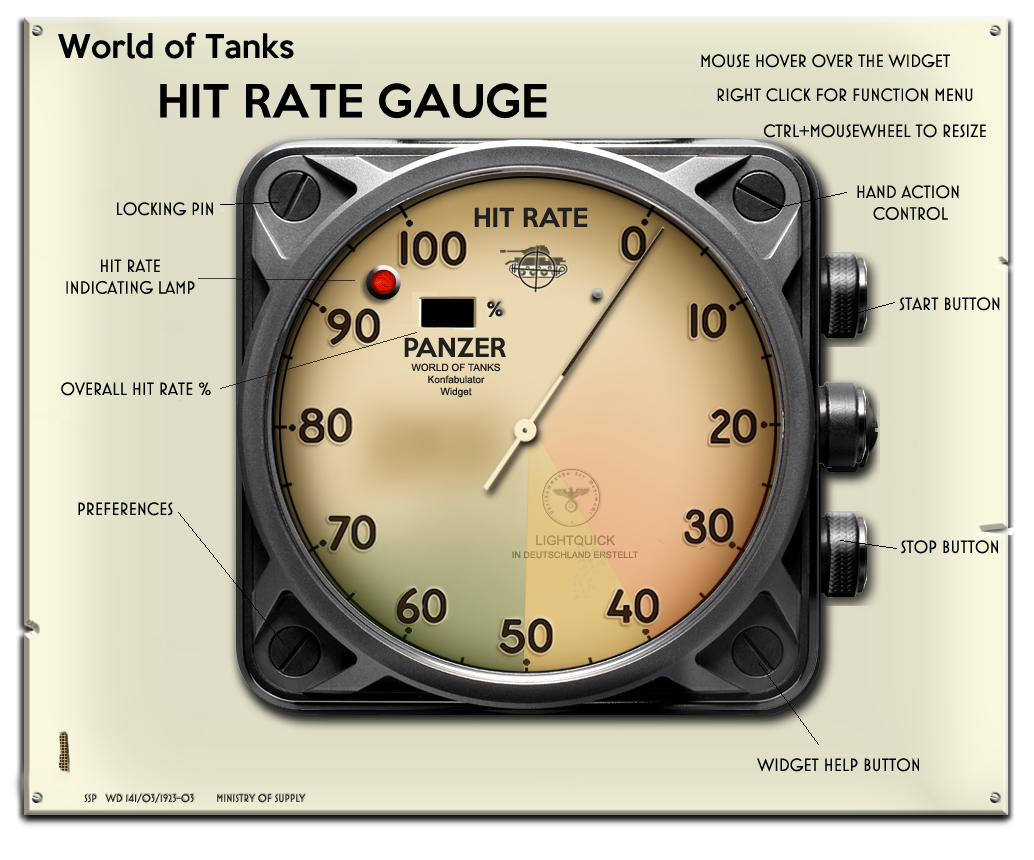 World of Tanks
HIT RATE GAUGE
MOUSE HOVER OVER THE WIDGET
RIGHT CLICK FOR FUNCTION MENU
CTRL+MOUSEWHEEL TO RESIZE
LOCKING PIN
HAND ACTION
CONTROL
HIT RATE
INDICATING LAMP
START BUTTON
OVERALL HIT RATE %
PREFERENCES
STOP BUTTON
WIDGET HELP BUTTON
HIT RATE
100
0
90
10
%
PANZER
WORLD OF TANKS
Konfabulator
Widget
80
20
70
30
LIGHTQUICK
IN DEUTSCHLAND ERSTELLT
60
40
50
SSP WD 141/03/1923-03 MINISTRY OF SUPPLY